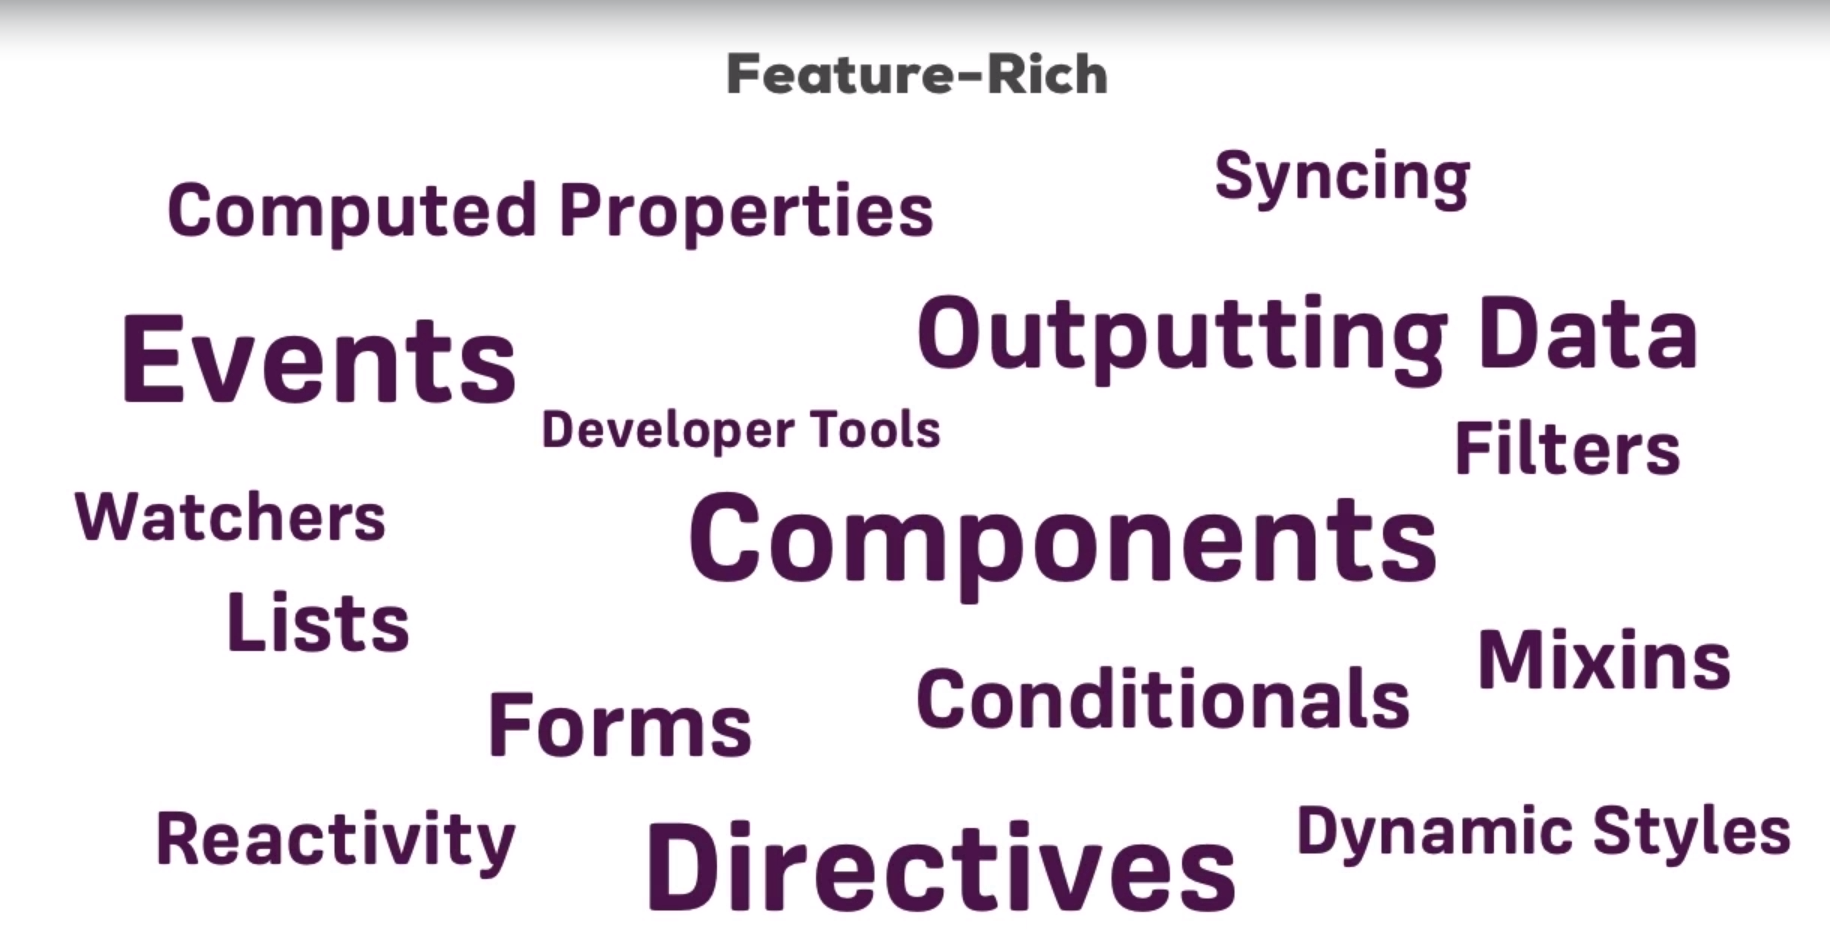 Feature-Rich
Syncing
Computed Properties
Outputting Data
Events
Developer Tools
Filters
Watchers
Components
Lists
Mixins
Conditionals
Forms
Reactivity
Directives
Dynamic Styles